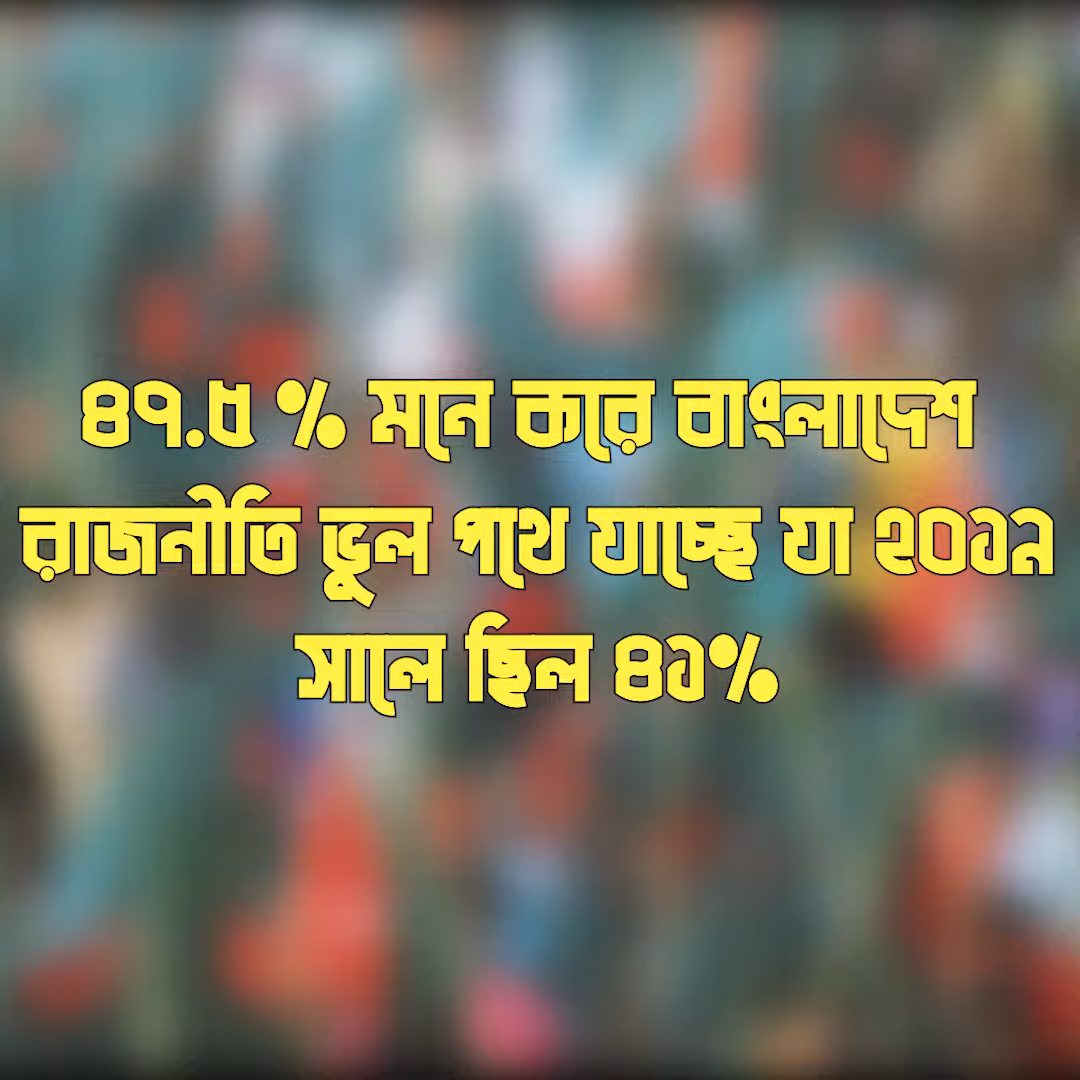 ৪৭.৫ % মনে করে বাংলাদেশ
রাজনীতি ভুল পথে যাচ্ছে যা ২০১৯
সালে ছিল ৪১%